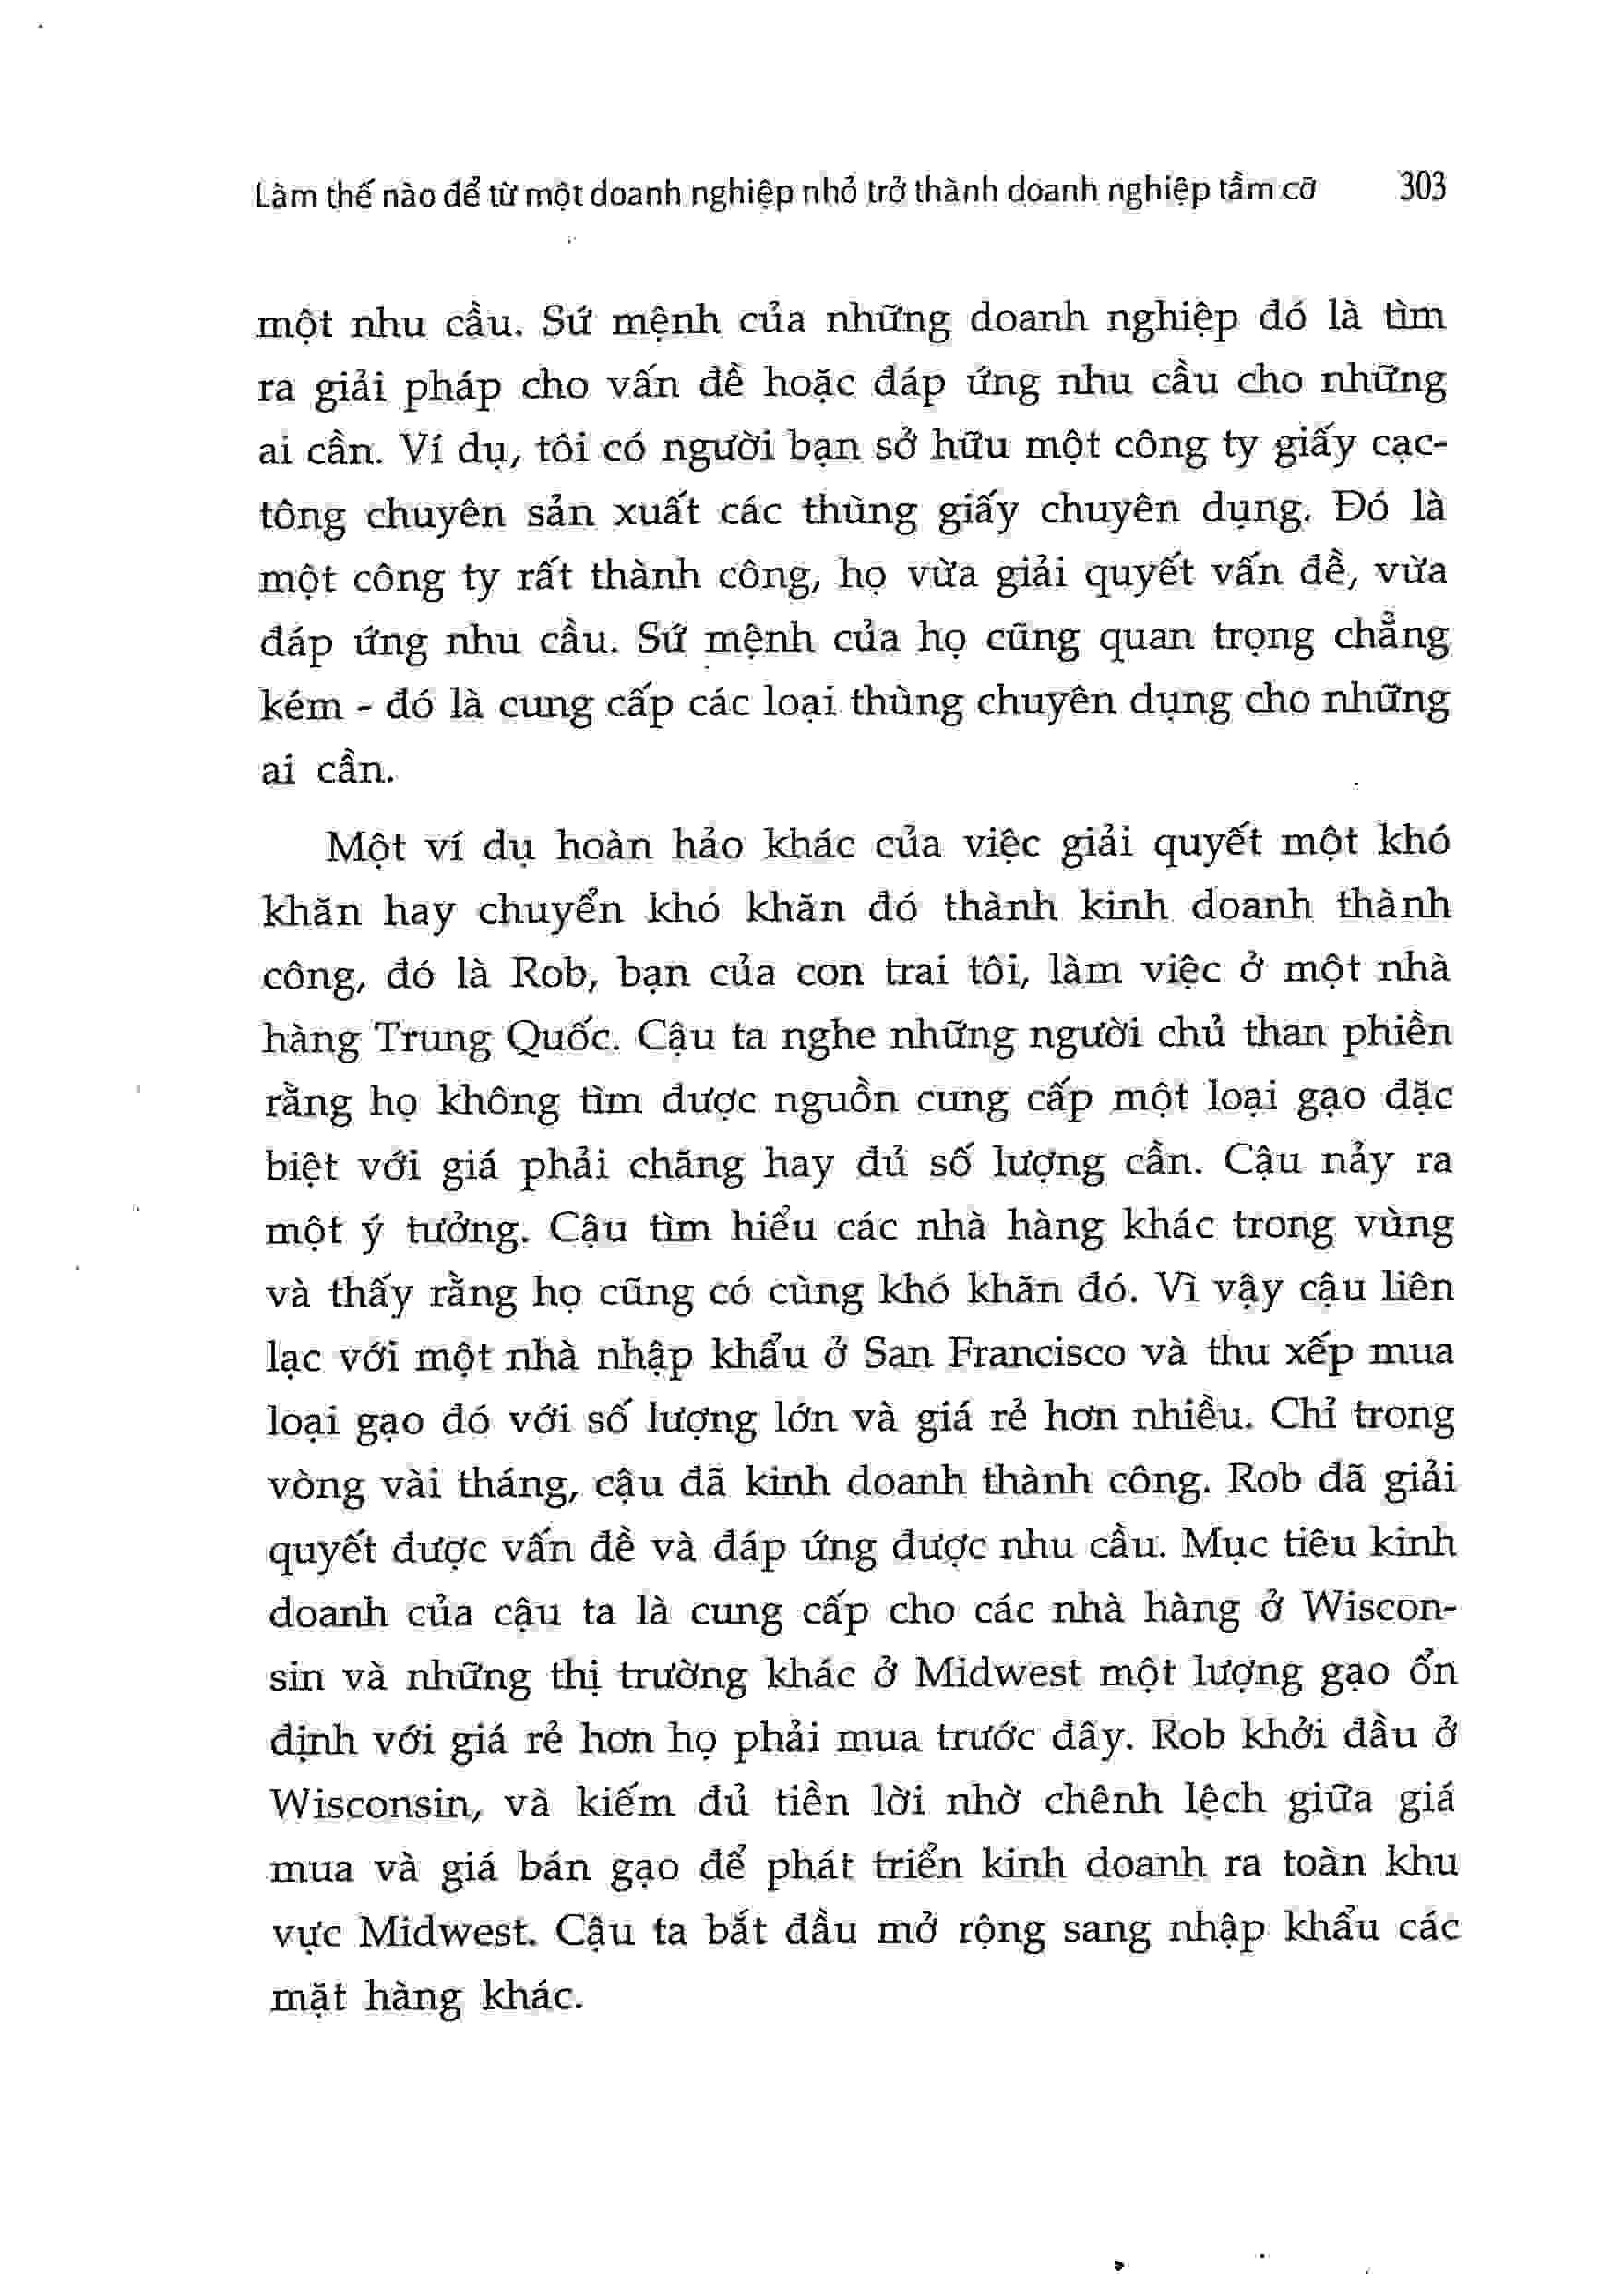 Làm thế nào để từ một doanh nghiệp nhỏ trở thành doanh nghiệp tầm cỡ 303
một nhu cầu. Sứ mệnh của những doanh nghiệp đó là tìm
ra giải pháp cho vấn đề hoặc đáp ứng nhu cầu cho những
ai cần. Ví dụ, tôi có người bạn sở hữu một công ty giấy cạc-
tông chuyên sản xuất các thùng giấy chuyên dụng. Đó là
một công ty rất thành công, họ vừa giải quyết vấn đề, vừa
đáp ứng nhu cầu. Sứ mệnh của họ cũng quan trọng chẳng
kém - đó là cung cấp các loại thùng chuyên dụng cho những
ai cần.
Một ví dụ hoàn hảo khác của việc giải quyết một khó
khăn hay chuyển khó khăn đó thành kinh doanh thành
công, đó là Rob, bạn của con trai tôi, làm việc ở một nhà
hàng Trung Quốc. Cậu ta nghe những người chủ than phiền
rằng họ không tìm được nguồn cung cấp một loại gạo đặc
biệt với giá phải chăng hay đủ số lượng cần. Cậu nảy ra
một ý tưởng. Cậu tìm hiểu các nhà hàng khác trong vùng
và thấy rằng họ cũng có cùng khó khăn đó. Vì vậy cậu liên
lạc với một nhà nhập khẩu ở San Francisco và thu xếp mua
loại gạo đó với số lượng lớn và giá rẻ hơn nhiều. Chỉ trong
vòng vài tháng, cậu đã kinh doanh thành công. Rob đã giải
quyết được vấn đề và đáp ứng được nhu cầu. Mục tiêu kinh
doanh của cậu ta là cung cấp cho các nhà hàng ở Wiscon-
sin và những thị trường khác ở Midwest một lượng gạo ổn
định với giá rẻ hơn họ phải mua trước đây. Rob khởi đầu ở
Wisconsin, và kiếm đủ tiền lời nhờ chênh lệch giữa giá
mua và giá bán gạo để phát triển kinh doanh ra toàn khu
vực Midwest. Cậu ta bắt đầu mở rộng sang nhập khẩu các
mặt hàng khác.